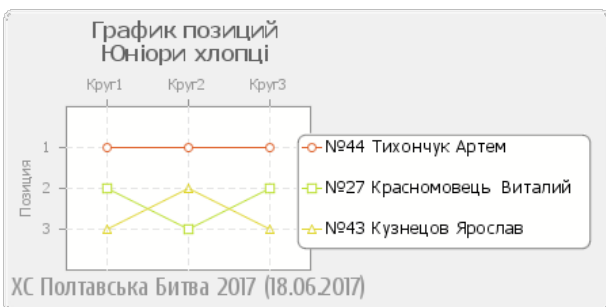 График позиций
Юніори хлопці
Круг1 Круг2 Круг3
Позиция
1
2
3
№44 Тихончук Артем
№27 Красномовець Виталий
№43 Кузнецов Ярослав
ХС Полтавська Битва 2017 (18.06.2017)